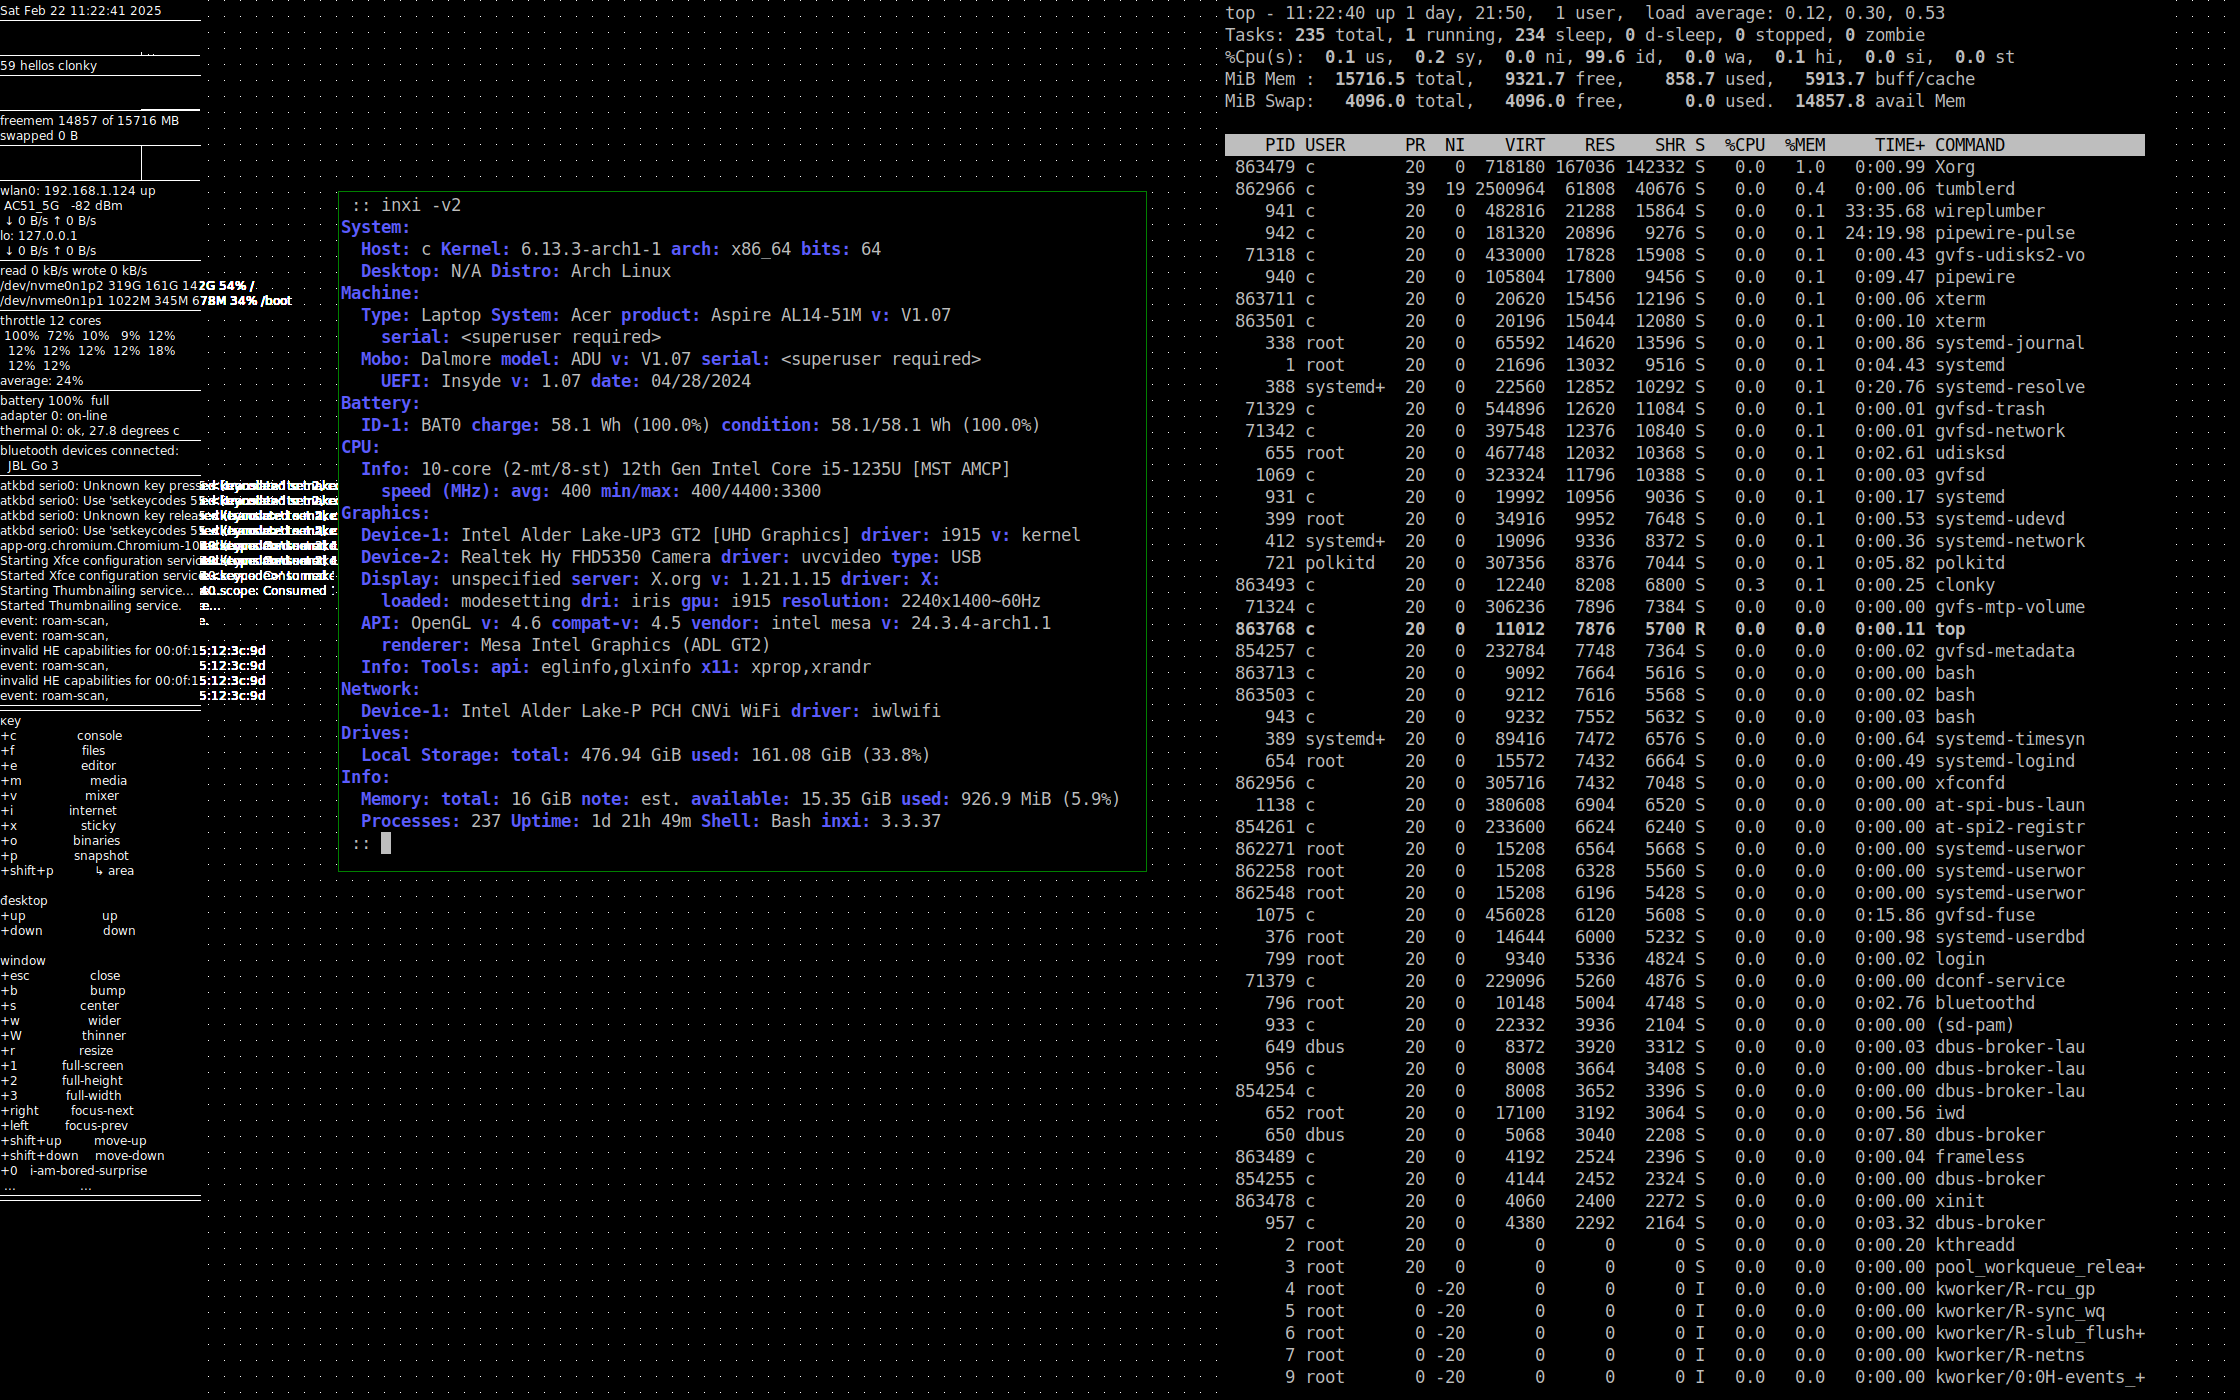 Sat Feb 22 11:22:41 2025
59 hellos clonky
freemem 14857 of 15716 MB
swapped 0 B
wlan0: 192.168.1.124 up
AC51_5G -82 dBm
↓ 0 B/s ↑ 0 B/s
lo: 127.0.0.1
↓ 0 B/s ↑ 0 B/s
read 0 kB/s wrote 0 kB/s
/dev/nvme0n1p2 319G 161G 142G 54% /
/dev/nvme0n1p1 1022M 345M 678M 34% /boot
throttle 12 cores
100% 72% 10% 9% 12%
12% 12% 12% 12% 18%
12% 12%
average: 24%
battery 100% full
adapter 0: on-line
thermal 0: ok, 27.8 degrees c
bluetooth devices connected:
JBL Go 3
atkbd serio0: Unknown key
atkbd serio0: Use 'setkeycodes
atkbd serio0: Unknown key
atkbd serio0: Use 'setkeycodes
Starting Xfce configuration
Started Xfce configuration
Starting Thumbnailing service...
Started Thumbnailing service.
event: roam-scan,
event: roam-scan,
invalid HE capabilities for 00:0f:15:12:3c:9d
event: roam-scan,
invalid HE capabilities for 00:0f:15:12:3c:9d
event: roam-scan,
key
+c console
+f files
+e editor
+m media
+v mixer
+i internet
+x sticky
+o binaries
+p snapshot
+shift+p ↳ area
desktop
+up up
+down down
window
+esc close
+b bump
+s center
+w wider
+W thinner
+r resize
+1 full-screen
+2 full-height
+3 full-width
+right focus-next
+left focus-prev
+shift+up move-up
+shift+down move-down
+0 i-am-bored-surprise
... ...
:: inxi -v2
System:
Host: c Kernel: 6.13.3-arch1-1 arch: x86_64 bits: 64
Desktop: N/A Distro: Arch Linux
Machine:
Type: Laptop System: Acer product: Aspire AL14-51M v: V1.07
serial: <superuser required>
Mobo: Dalmore model: ADU v: V1.07 serial: <superuser required>
UEFI: Insyde v: 1.07 date: 04/28/2024
Battery:
ID-1: BAT0 charge: 58.1 Wh (100.0%) condition: 58.1/58.1 Wh (100.0%)
CPU:
Info: 10-core (2-mt/8-st) 12th Gen Intel Core i5-1235U [MST AMCP]
speed (MHz): avg: 400 min/max: 400/4400:3300
Graphics:
Device-1: Intel Alder Lake-UP3 GT2 [UHD Graphics] driver: i915 v: kernel
Device-2: Realtek Hy FHD5350 Camera driver: uvcvideo type: USB
Display: unspecified server: X.org v: 1.21.1.15 driver: X:
loaded: modesetting dri: iris gpu: i915 resolution: 2240x1400~60Hz
API: OpenGL v: 4.6 compat-v: 4.5 vendor: intel mesa v: 24.3.4-arch1.1
renderer: Mesa Intel Graphics (ADL GT2)
Info: Tools: api: eglinfo,glxinfo x11: xprop,xrandr
Network:
Device-1: Intel Alder Lake-P PCH CNVi WiFi driver: iwlwifi
Drives:
Local Storage: total: 476.94 GiB used: 161.08 GiB (33.8%)
Info:
Memory: total: 16 GiB note: est. available: 15.35 GiB used: 926.9 MiB (5.9%)
Processes: 237 Uptime: 1d 21h 49m Shell: Bash inxi: 3.3.37
::
top - 11:22:40 up 1 day, 21:50, 1 user, load average: 0.12, 0.30, 0.53
Tasks: 235 total, 1 running, 234 sleep, 0 d-sleep, 0 stopped, 0 zombie
%Cpu(s): 0.1 us, 0.2 sy, 0.0 ni, 99.6 id, 0.0 wa, 0.1 hi, 0.0 si, 0.0 st
MiB Mem : 15716.5 total, 9321.7 free, 858.7 used, 5913.7 buff/cache
MiB Swap: 4096.0 total, 4096.0 free, 0.0 used. 14857.8 avail Mem
PID USER PR NI VIRT RES SHR S %CPU %MEM TIME+ COMMAND
863479 c 20 0 718180 167036 142332 S 0.0 1.0 0:00.99 Xorg
862966 c 39 19 2500964 61808 40676 S 0.0 0.4 0:00.06 tumblerd
941 c 20 0 482816 21288 15864 S 0.0 0.1 33:35.68 wireplumber
942 c 20 0 181320 20896 9276 S 0.0 0.1 24:19.98 pipewire-pulse
71318 c 20 0 433000 17828 15908 S 0.0 0.1 0:00.43 gvfs-udisks2-vo
940 c 20 0 105804 17800 9456 S 0.0 0.1 0:09.47 pipewire
863711 c 20 0 20620 15456 12196 S 0.0 0.1 0:00.06 xterm
863501 c 20 0 20196 15044 12080 S 0.0 0.1 0:00.10 xterm
338 root 20 0 65592 14620 13596 S 0.0 0.1 0:00.86 systemd-journal
1 root 20 0 21696 13032 9516 S 0.0 0.1 0:04.43 systemd
388 systemd+ 20 0 22560 12852 10292 S 0.0 0.1 0:20.76 systemd-resolve
71329 c 20 0 544896 12620 11084 S 0.0 0.1 0:00.01 gvfsd-trash
71342 c 20 0 397548 12376 10840 S 0.0 0.1 0:00.01 gvfsd-network
655 root 20 0 467748 12032 10368 S 0.0 0.1 0:02.61 udisksd
1069 c 20 0 323324 11796 10388 S 0.0 0.1 0:00.03 gvfsd
931 c 20 0 19992 10956 9036 S 0.0 0.1 0:00.17 systemd
399 root 20 0 34916 9952 7648 S 0.0 0.1 0:00.53 systemd-udevd
412 systemd+ 20 0 19096 9336 8372 S 0.0 0.1 0:00.36 systemd-network
721 polkitd 20 0 307356 8376 7044 S 0.0 0.1 0:05.82 polkitd
863493 c 20 0 12240 8208 6800 S 0.3 0.1 0:00.25 clonky
71324 c 20 0 306236 7896 7384 S 0.0 0.0 0:00.00 gvfs-mtp-volume
863768 c 20 0 11012 7876 5700 R 0.0 0.0 0:00.11 top
854257 c 20 0 232784 7748 7364 S 0.0 0.0 0:00.02 gvfsd-metadata
863713 c 20 0 9092 7664 5616 S 0.0 0.0 0:00.00 bash
863503 c 20 0 9212 7616 5568 S 0.0 0.0 0:00.02 bash
943 c 20 0 9232 7552 5632 S 0.0 0.0 0:00.03 bash
389 systemd+ 20 0 89416 7472 6576 S 0.0 0.0 0:00.64 systemd-timesyn
654 root 20 0 15572 7432 6664 S 0.0 0.0 0:00.49 systemd-logind
862956 c 20 0 305716 7432 7048 S 0.0 0.0 0:00.00 xfconfd
1138 c 20 0 380608 6904 6520 S 0.0 0.0 0:00.00 at-spi-bus-laun
854261 c 20 0 233600 6624 6240 S 0.0 0.0 0:00.00 at-spi2-registr
862271 root 20 0 15208 6564 5668 S 0.0 0.0 0:00.00 systemd-userwor
862258 root 20 0 15208 6328 5560 S 0.0 0.0 0:00.00 systemd-userwor
862548 root 20 0 15208 6196 5428 S 0.0 0.0 0:00.00 systemd-userwor
1075 c 20 0 456028 6120 5608 S 0.0 0.0 0:15.86 gvfsd-fuse
376 root 20 0 14644 6000 5232 S 0.0 0.0 0:00.98 systemd-userdbd
799 root 20 0 9340 5336 4824 S 0.0 0.0 0:00.02 login
71379 c 20 0 229096 5260 4876 S 0.0 0.0 0:00.00 dconf-service
796 root 20 0 10148 5004 4748 S 0.0 0.0 0:02.76 bluetoothd
933 c 20 0 22332 3936 2104 S 0.0 0.0 0:00.00 (sd-pam)
649 dbus 20 0 8372 3920 3312 S 0.0 0.0 0:00.03 dbus-broker-lau
956 c 20 0 8008 3664 3408 S 0.0 0.0 0:00.00 dbus-broker-lau
854254 c 20 0 8008 3652 3396 S 0.0 0.0 0:00.00 dbus-broker-lau
652 root 20 0 17100 3192 3064 S 0.0 0.0 0:00.56 iwd
650 dbus 20 0 5068 3040 2208 S 0.0 0.0 0:07.80 dbus-broker
863489 c 20 0 4192 2524 2396 S 0.0 0.0 0:00.04 frameless
854255 c 20 0 4144 2452 2324 S 0.0 0.0 0:00.00 dbus-broker
863478 c 20 0 4060 2400 2272 S 0.0 0.0 0:00.00 xinit
957 c 20 0 4380 2292 2164 S 0.0 0.0 0:03.32 dbus-broker
2 root 20 0 0 0 0 S 0.0 0.0 0:00.20 kthreadd
3 root 20 0 0 0 0 S 0.0 0.0 0:00.00 pool_workqueue_relea+
4 root 0 -20 0 0 0 I 0.0 0.0 0:00.00 kworker/R-rcu_gp
5 root 0 -20 0 0 0 I 0.0 0.0 0:00.00 kworker/R-sync_wq
6 root 0 -20 0 0 0 I 0.0 0.0 0:00.00 kworker/R-slub_flush+
7 root 0 -20 0 0 0 I 0.0 0.0 0:00.00 kworker/R-netns
9 root 0 -20 0 0 0 I 0.0 0.0 0:00.00 kworker/0:0H-events_+